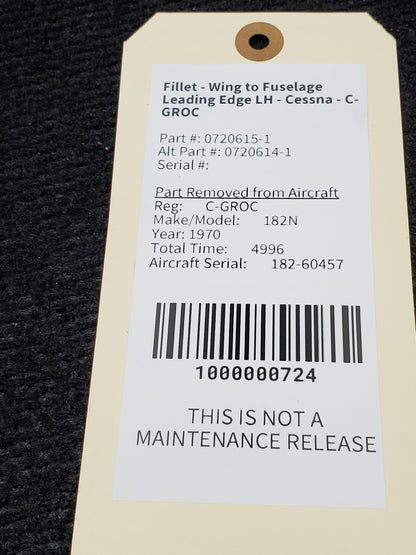 Fillet - Wing to Fuselage
Leading Edge LH - Cessna - C-
GROC
Part #: 0720615-1
Alt Part #: 0720614-1
Serial #:
Part Removed from Aircraft
Reg: C-GROC
Make/Model: 182N
Year: 1970
Total Time: 4996
Aircraft Serial: 182-60457
1000000724
THIS IS NOT A
MAINTENANCE RELEASE